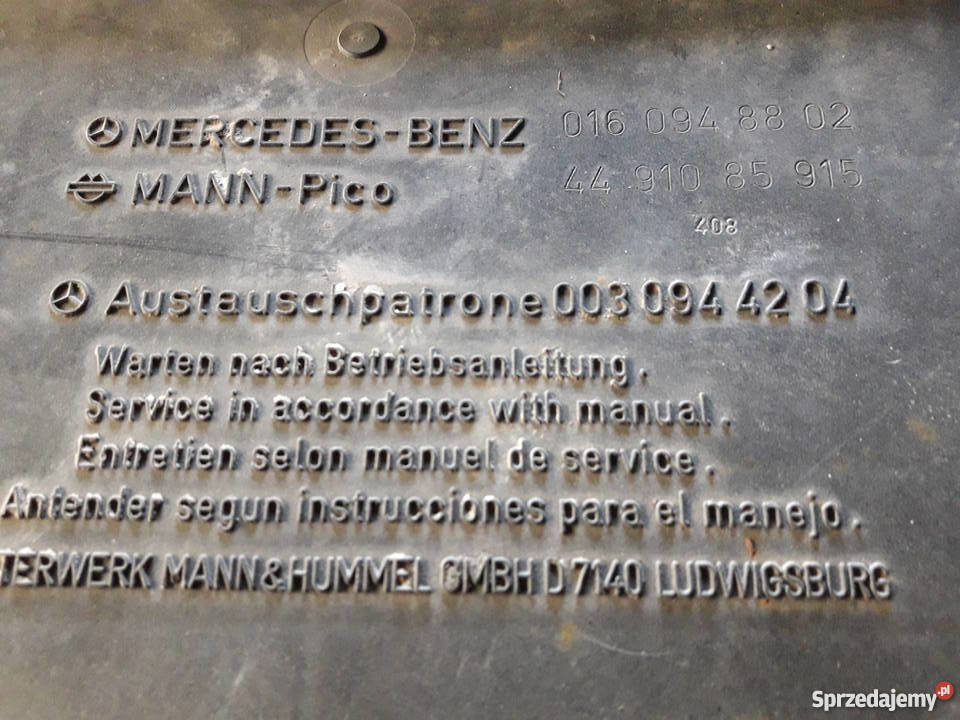 MERCEDES-BENZ 016 094 88 02
MANN-Pico 44 910 85 915
408
Austauschpatrone 003 094 42 04
Warten nach Betriebsanleitung.
Service in accordance with manual.
Entretien selon manuel de service.
Antender segun instrucciones para el manejo.
TERWERK MANN&HUMMEL GMBH D 7140 LUDWIGSBURG
Sprzedajemy.pl